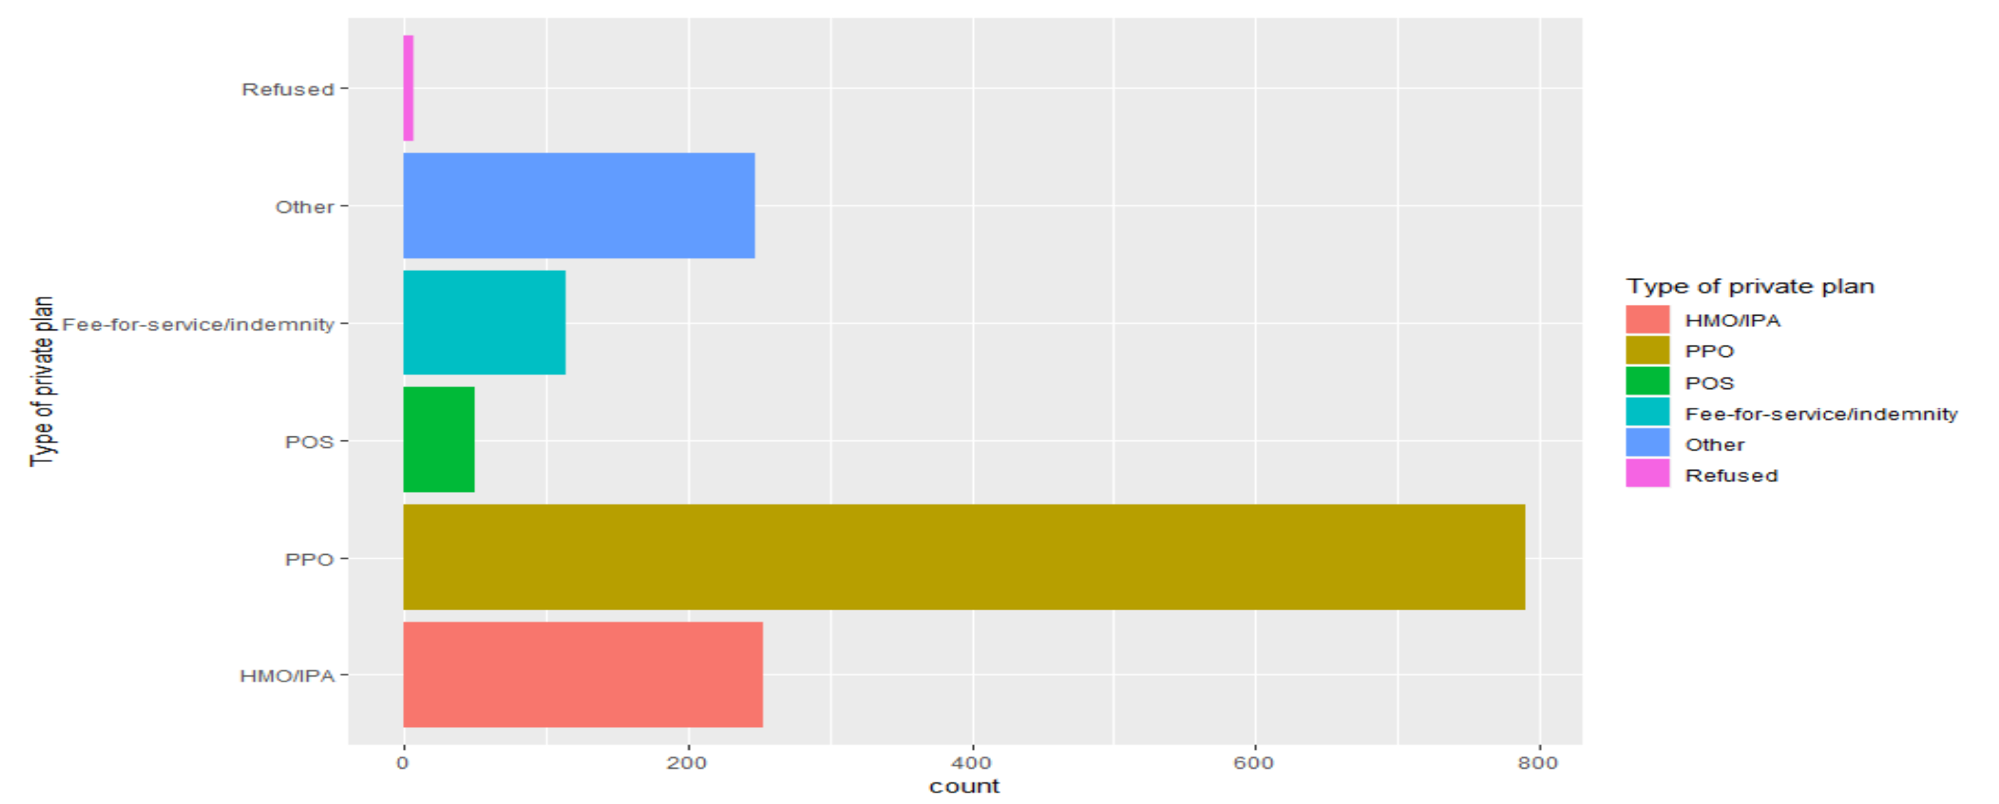 Refused
Other
Fee-for-service/indemnity
POS
PPO
HMO/IPA
Type of private plan
0 200 400 600 800
count
Type of private plan
HMO/IPA
PPO
POS
Fee-for-service/indemnity
Other
Refused